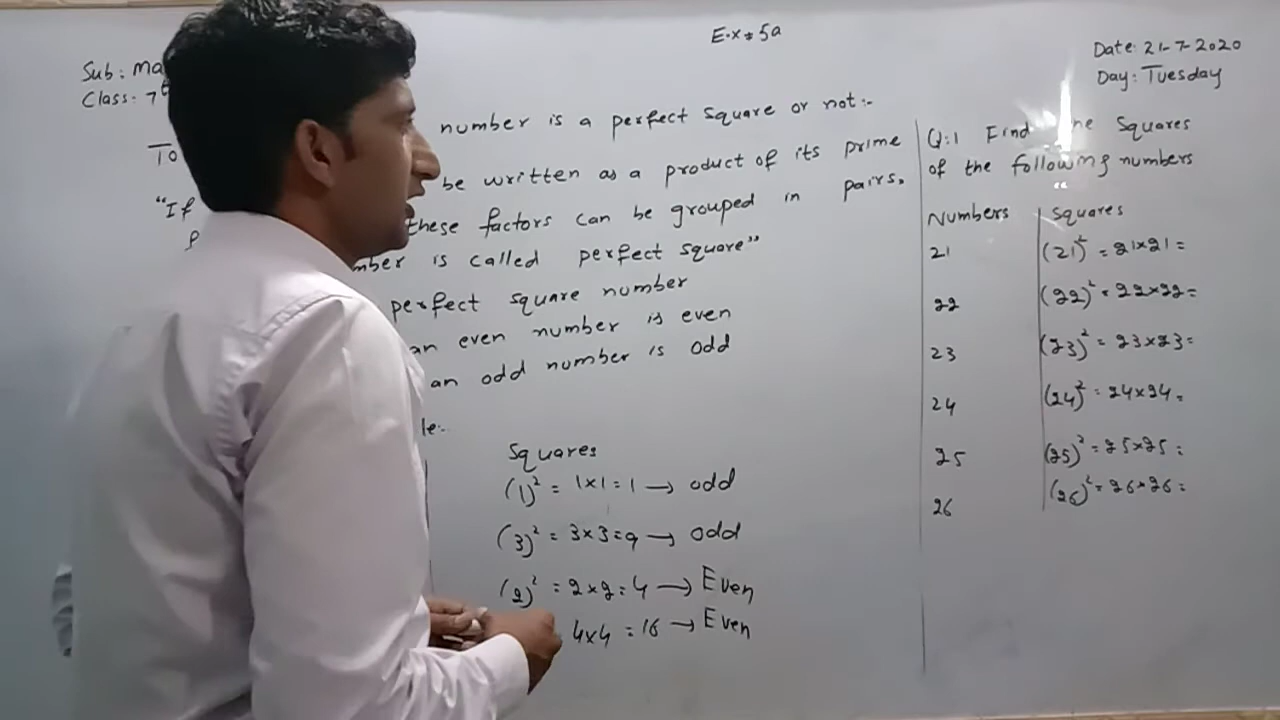 E.x # 5a
Date: 21-7-2020
Day: Tuesday
Sub: Ma
Class: 7th
To number is a perfect square or not:-
"If be written as a product of its prime
these factors can be grouped in pairs.
mber is called perfect square"
perfect square number
an even number is even
an odd number is odd
le:-
Squares
(1)² = 1×1 = 1 → odd
(3)² = 3×3 = 9 → odd
(2)² = 2×2 = 4 → Even
4×4 = 16 → Even
Q:1 Find the Squares
of the following numbers
Numbers Squares
21 (21)² = 21×21 =
22 (22)² = 22×22 =
23 (23)² = 23×23 =
24 (24)² = 24×24 =
25 (25)² = 25×25 =
26 (26)² = 26×26 =